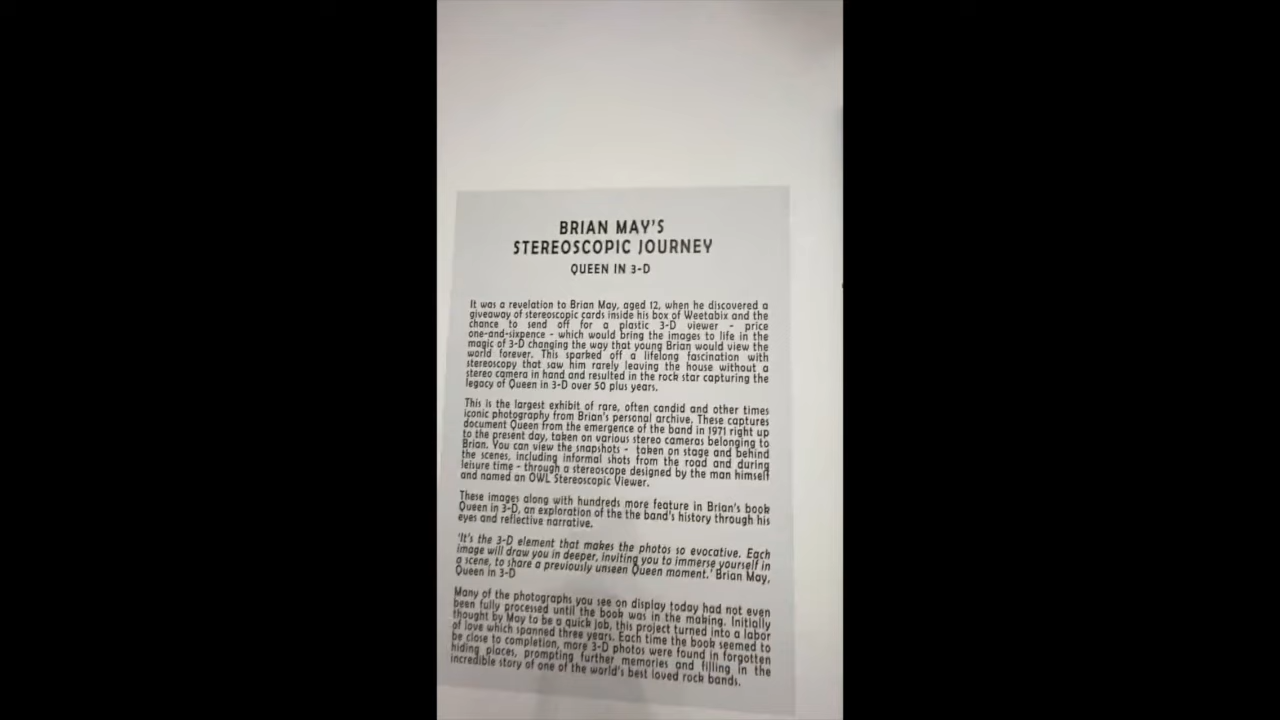 BRIAN MAY'S
STEREOSCOPIC JOURNEY
QUEEN IN 3-D
It was a revelation to Brian May, aged 12, when he discovered a
giveaway of stereoscopic cards inside his box of Weetabix and the
chance to send off for a plastic 3-D viewer - price
one-and-sixpence - which would bring the images to life in the
magic of 3-D changing the way that young Brian would view the
world forever. This sparked off a lifelong fascination with
stereoscopy that saw him rarely leaving the house without a
stereo camera in hand and resulted in the rock star capturing the
legacy of Queen in 3-D over 50 plus years.
This is the largest exhibit of rare, often candid and other times
iconic photography from Brian's personal archive. These captures
document Queen from the emergence of the band in 1971 right up
to the present day, taken on various stereo cameras belonging to
Brian. You can view the snapshots - taken on stage and behind
the scenes, including informal shots from the road and during
leisure time - through a stereoscope designed by the man himself
and named an OWL Stereoscopic Viewer.
These images along with hundreds more feature in Brian's book
Queen in 3-D, an exploration of the the band's history through his
eyes and reflective narrative.
'It's the 3-D element that makes the photos so evocative. Each
image will draw you in deeper, inviting you to immerse yourself in
a scene, to share a previously unseen Queen moment.' Brian May,
Queen in 3-D
Many of the photographs you see on display today had not even
been fully processed until the book was in the making. Initially
thought by May to be a quick job, this project turned into a labor
of love which spanned three years. Each time the book seemed to
be close to completion, more 3-D photos were found in forgotten
hiding places, prompting further memories and filling in the
incredible story of one of the world's best loved rock bands.